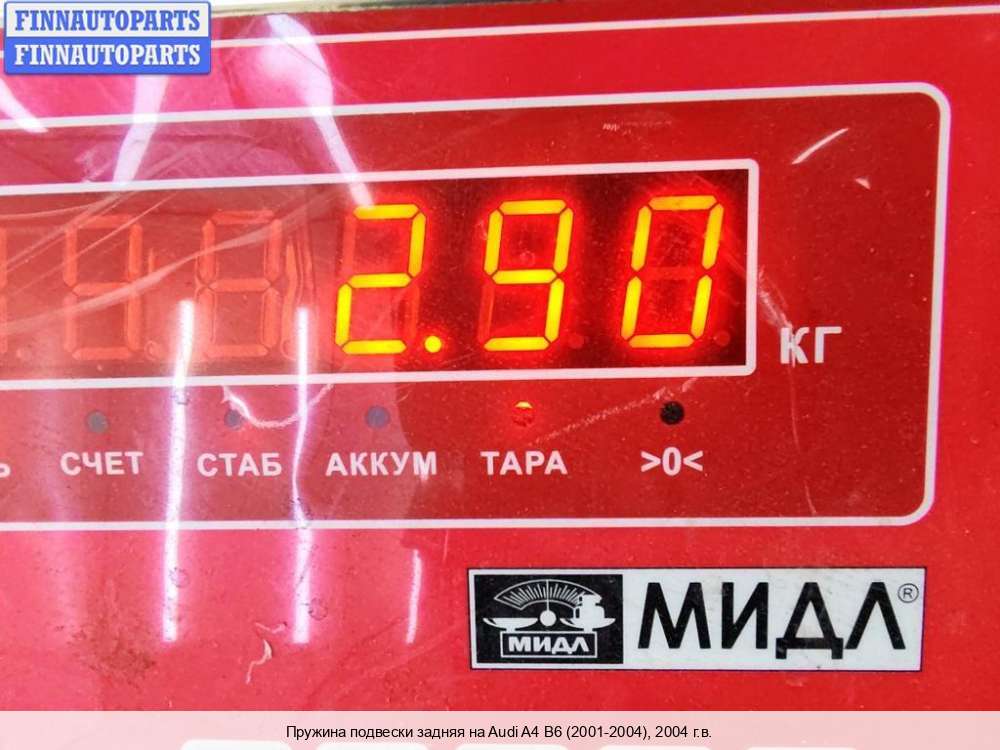 FINNAUTOPARTS
FINNAUTOPARTS
2.90
КГ
СЧЕТ СТАБ АККУМ ТАРА >0<
МИДЛ МИДЛ®
Пружина подвески задняя на Audi A4 B6 (2001-2004), 2004 г.в.